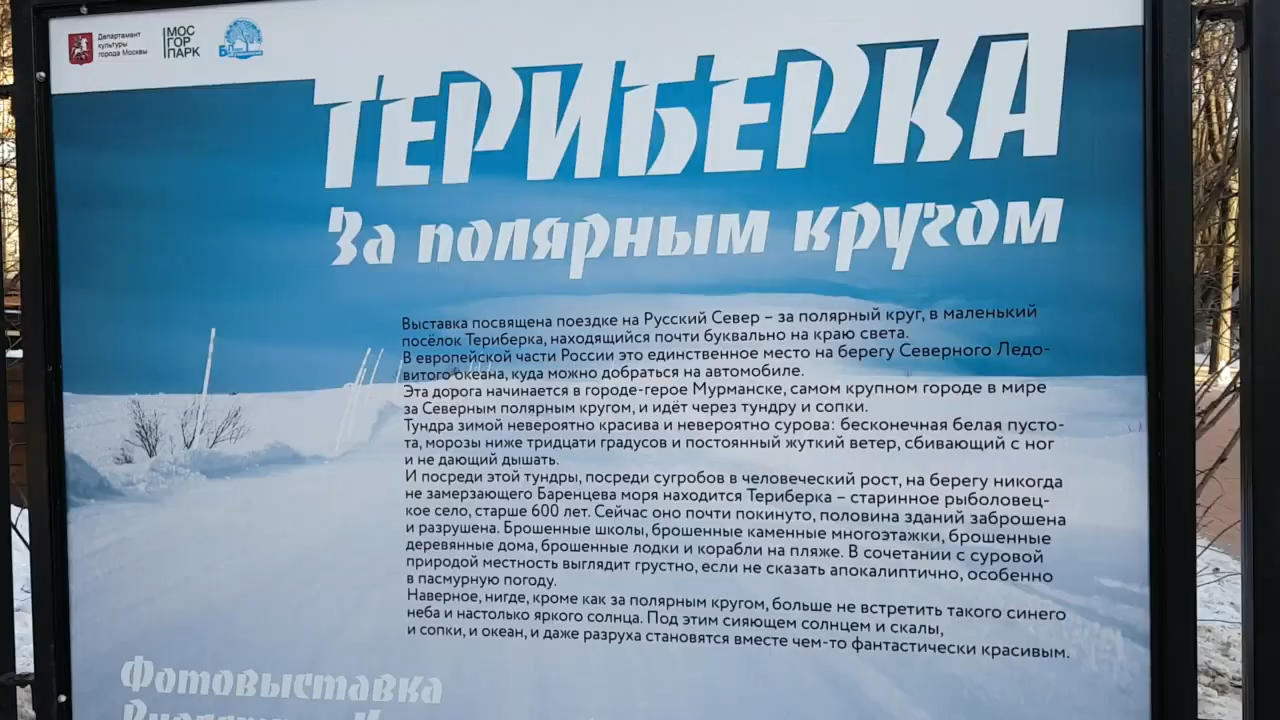 Департамент
культуры
города Москвы
МОС
ГОР
ПАРК
ТЕРИБЕРКА
За полярным кругом
Выставка посвящена поездке на Русский Север – за полярный круг, в маленький
посёлок Териберка, находящийся почти буквально на краю света.
В европейской части России это единственное место на берегу Северного Ледо-
витого океана, куда можно добраться на автомобиле.
Эта дорога начинается в городе-герое Мурманске, самом крупном городе в мире
за Северным полярным кругом, и идёт через тундру и сопки.
Тундра зимой невероятно красива и невероятно сурова: бесконечная белая пусто-
та, морозы ниже тридцати градусов и постоянный жуткий ветер, сбивающий с ног
и не дающий дышать.
И посреди этой тундры, посреди сугробов в человеческий рост, на берегу никогда
не замерзающего Баренцева моря находится Териберка – старинное рыболовец-
кое село, старше 600 лет. Сейчас оно почти покинуто, половина зданий заброшена
и разрушена. Брошенные школы, брошенные каменные многоэтажки, брошенные
деревянные дома, брошенные лодки и корабли на пляже. В сочетании с суровой
природой местность выглядит грустно, если не сказать апокалиптично, особенно
в пасмурную погоду.
Наверное, нигде, кроме как за полярным кругом, больше не встретить такого синего
неба и настолько яркого солнца. Под этим сияющем солнцем и скалы,
и сопки, и океан, и даже разруха становятся вместе чем-то фантастически красивым.
Фотовыставка